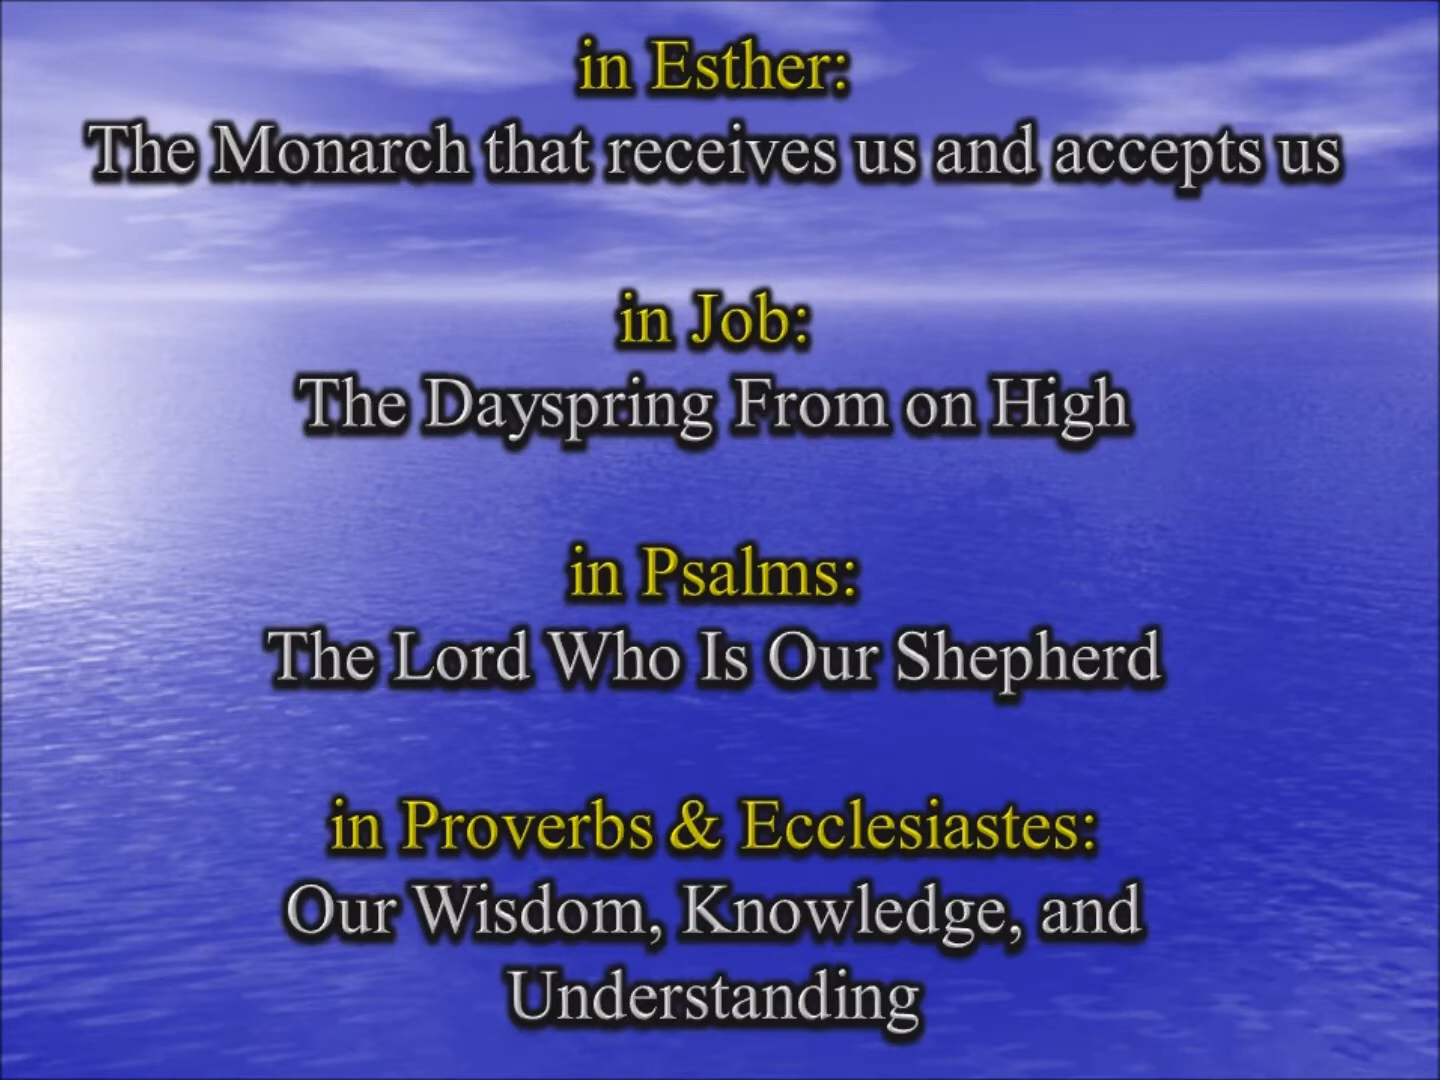 in Esther:
The Monarch that receives us and accepts us
in Job:
The Dayspring From on High
in Psalms:
The Lord Who Is Our Shepherd
in Proverbs & Ecclesiastes:
Our Wisdom, Knowledge, and
Understanding